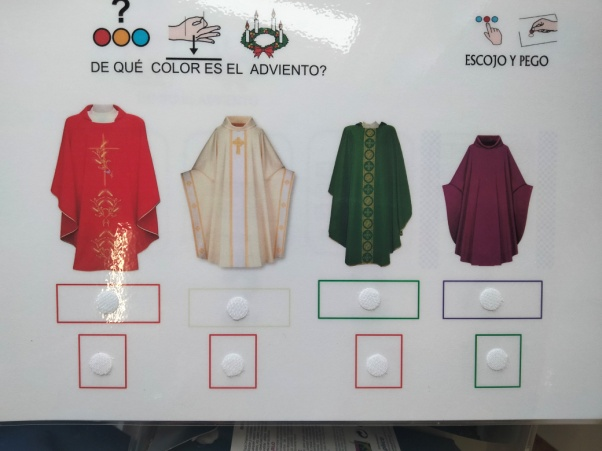 ?
DE QUÉ COLOR ES EL ADVIENTO?
ESCOJO Y PEGO